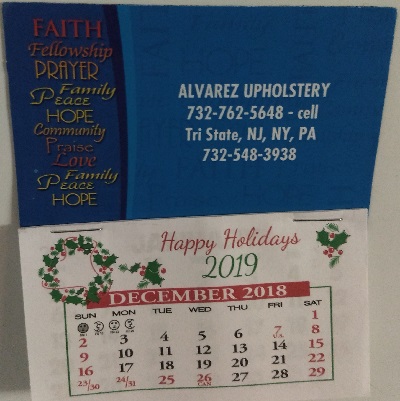 FAITH
Fellowship
PRAYER
Family
Peace
HOPE
Community
Praise
Love
Family
Peace
HOPE
ALVAREZ UPHOLSTERY
732-762-5648 - cell
Tri State, NJ, NY, PA
732-548-3938
Happy Holidays
2019
DECEMBER 2018
SUN MON TUE WED THU FRI SAT
1
2 3 4 5 6 7 8
9 10 11 12 13 14 15
16 17 18 19 20 21 22
23/30 24/31 25 26 27 28 29
CAN.